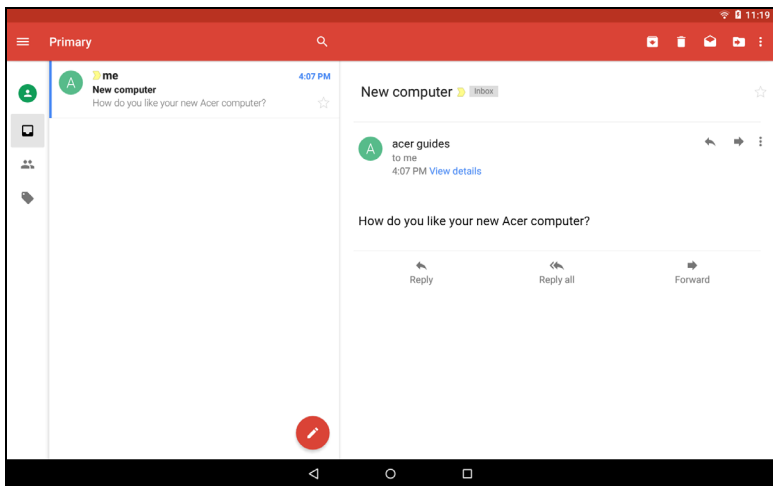 11:19
Primary
A
me
4:07 PM
New computer
How do you like your new Acer computer?
New computer Inbox
A
acer guides
to me
4:07 PM View details
How do you like your new Acer computer?
Reply
Reply all
Forward